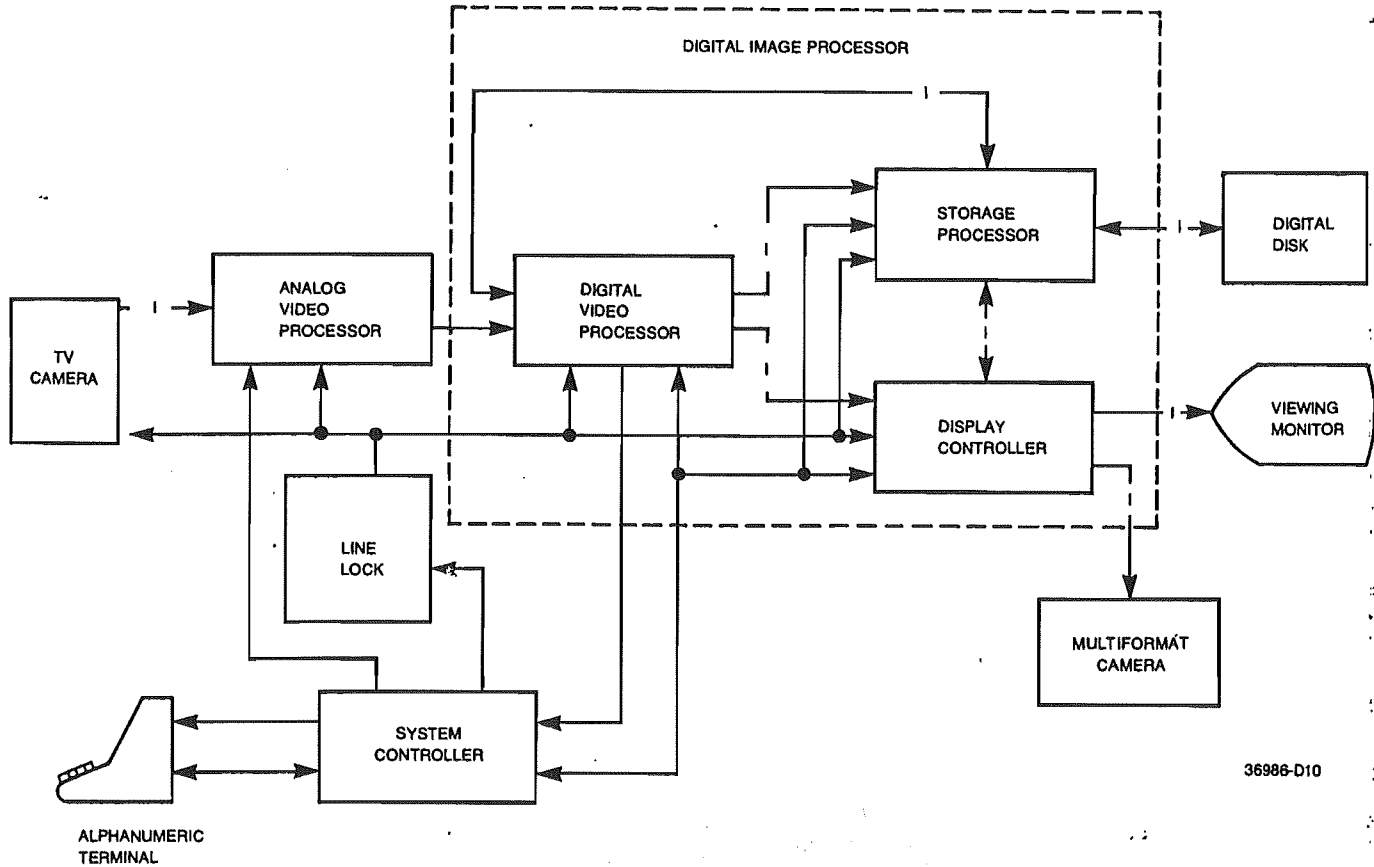 DIGITAL IMAGE PROCESSOR
STORAGE
PROCESSOR
DIGITAL
DISK
ANALOG
VIDEO
PROCESSOR
DIGITAL
VIDEO
PROCESSOR
TV
CAMERA
DISPLAY
CONTROLLER
VIEWING
MONITOR
LINE
LOCK
MULTIFORMAT
CAMERA
SYSTEM
CONTROLLER
36986-D10
ALPHANUMERIC
TERMINAL